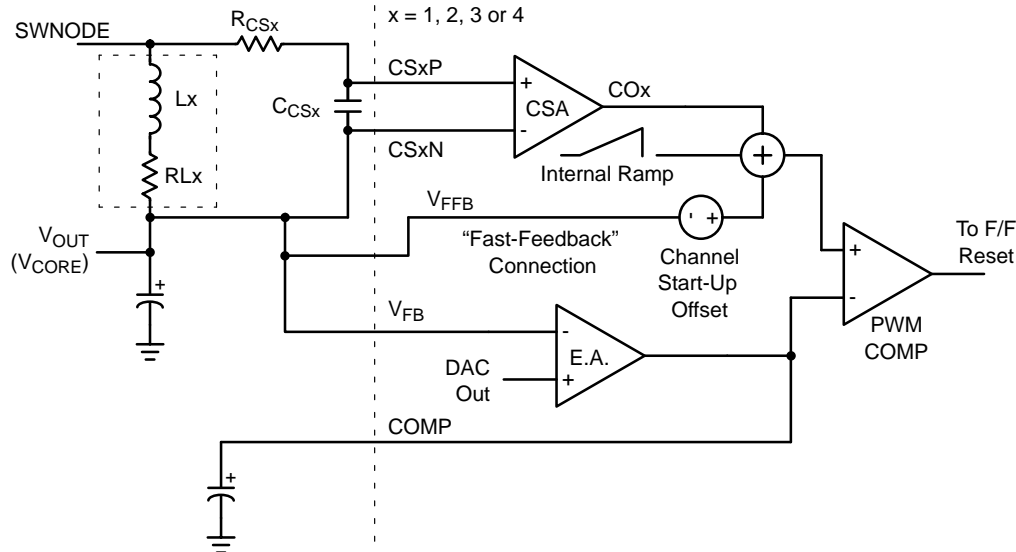 x = 1, 2, 3 or 4
SWNODE
RCSx
CSxP
+
CSA
COx
Lx
CCSx
-
CSxN
Internal Ramp
+
RLx
VFFB
- +
“Fast-Feedback”
Connection
Channel
Start-Up
Offset
To F/F
Reset
+
-
PWM
COMP
VOUT
(VCORE)
+
VFB
-
E.A.
DAC
Out
+
COMP
+